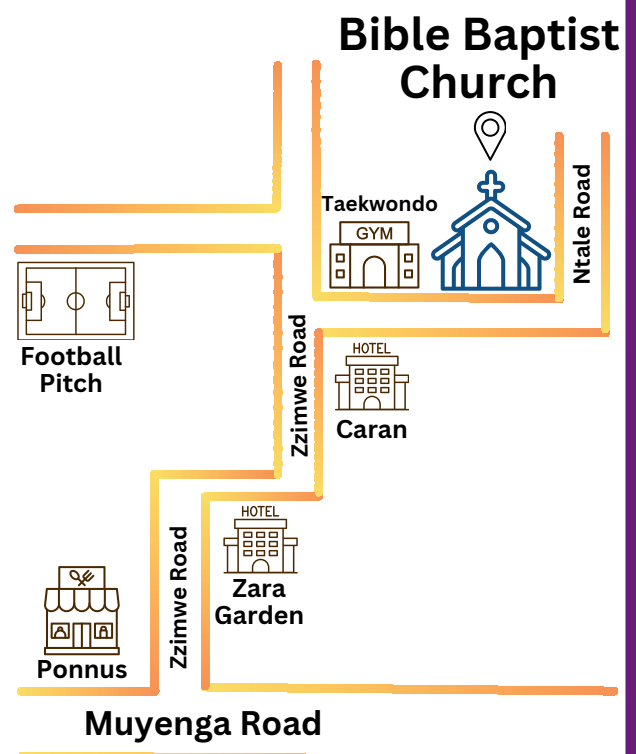 Bible Baptist
Church
Taekwondo
GYM
Ntale Road
Football
Pitch
Zzimwe Road
HOTEL
Caran
HOTEL
Zara
Garden
Zzimwe Road
Ponnus
Muyenga Road